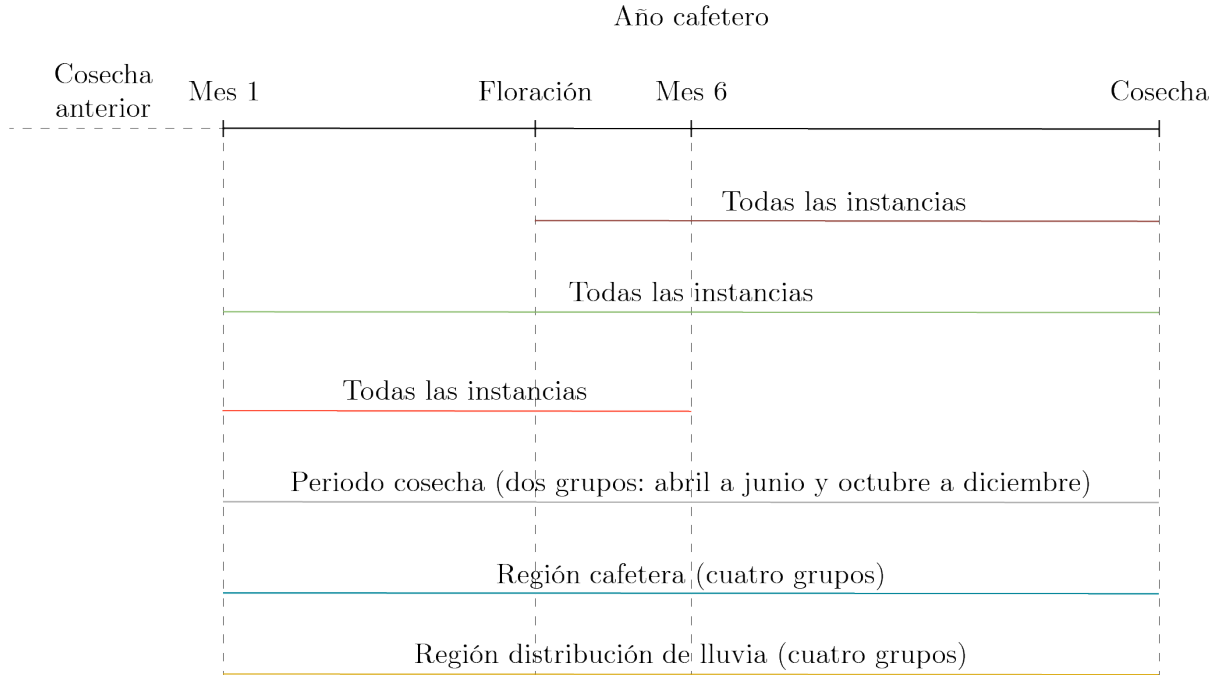 Año cafetero
Cosecha
anterior
Mes 1
Floración
Mes 6
Cosecha
Todas las instancias
Todas las instancias
Todas las instancias
Periodo cosecha (dos grupos: abril a junio y octubre a diciembre)
Región cafetera (cuatro grupos)
Región distribución de lluvia (cuatro grupos)